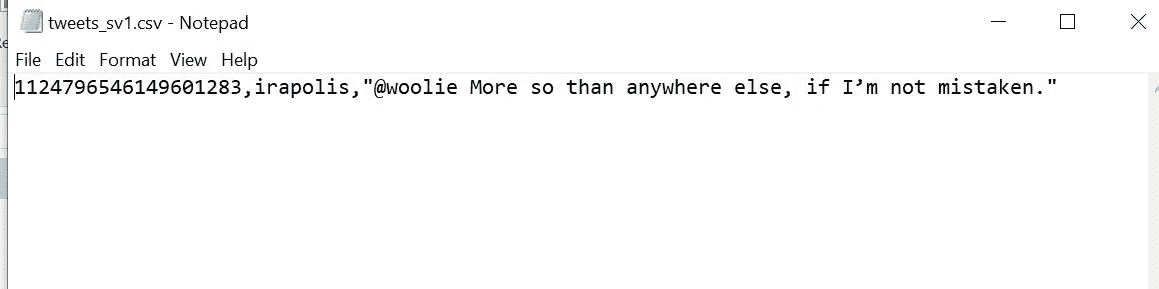 tweets_sv1.csv - Notepad
File Edit Format View Help
1124796546149601283,irapolis,"@woolie More so than anywhere else, if I’m not mistaken."